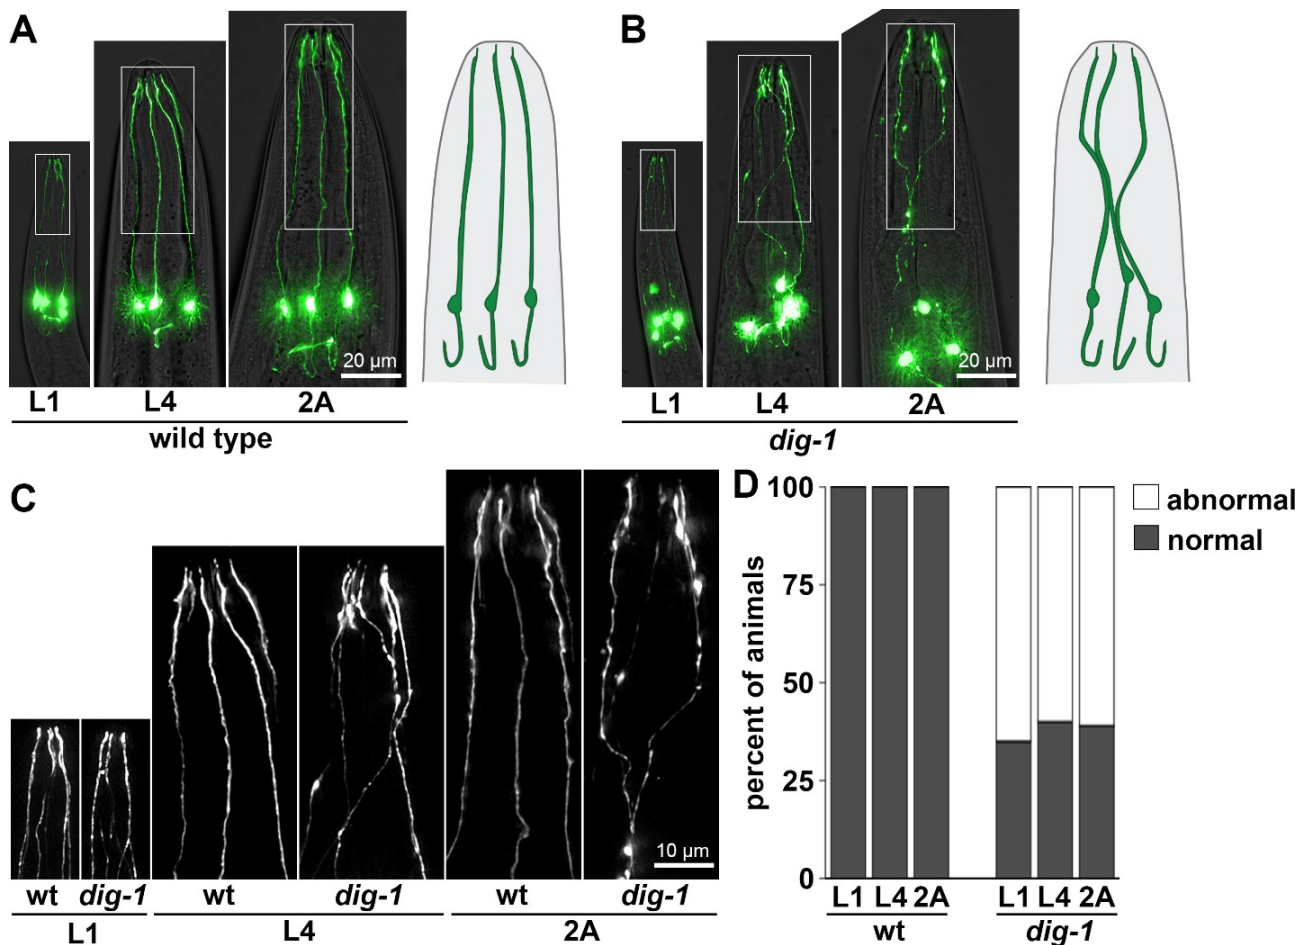 A
B
20 µm
20 µm
L1
L4
2A
L1
L4
2A
wild type
dig-1
C
D
100
75
50
25
0
percent of animals
abnormal
normal
10 µm
wt
dig-1
wt
dig-1
wt
dig-1
L1
L4
2A
L1
L4
2A
L1
L4
2A
wt
dig-1